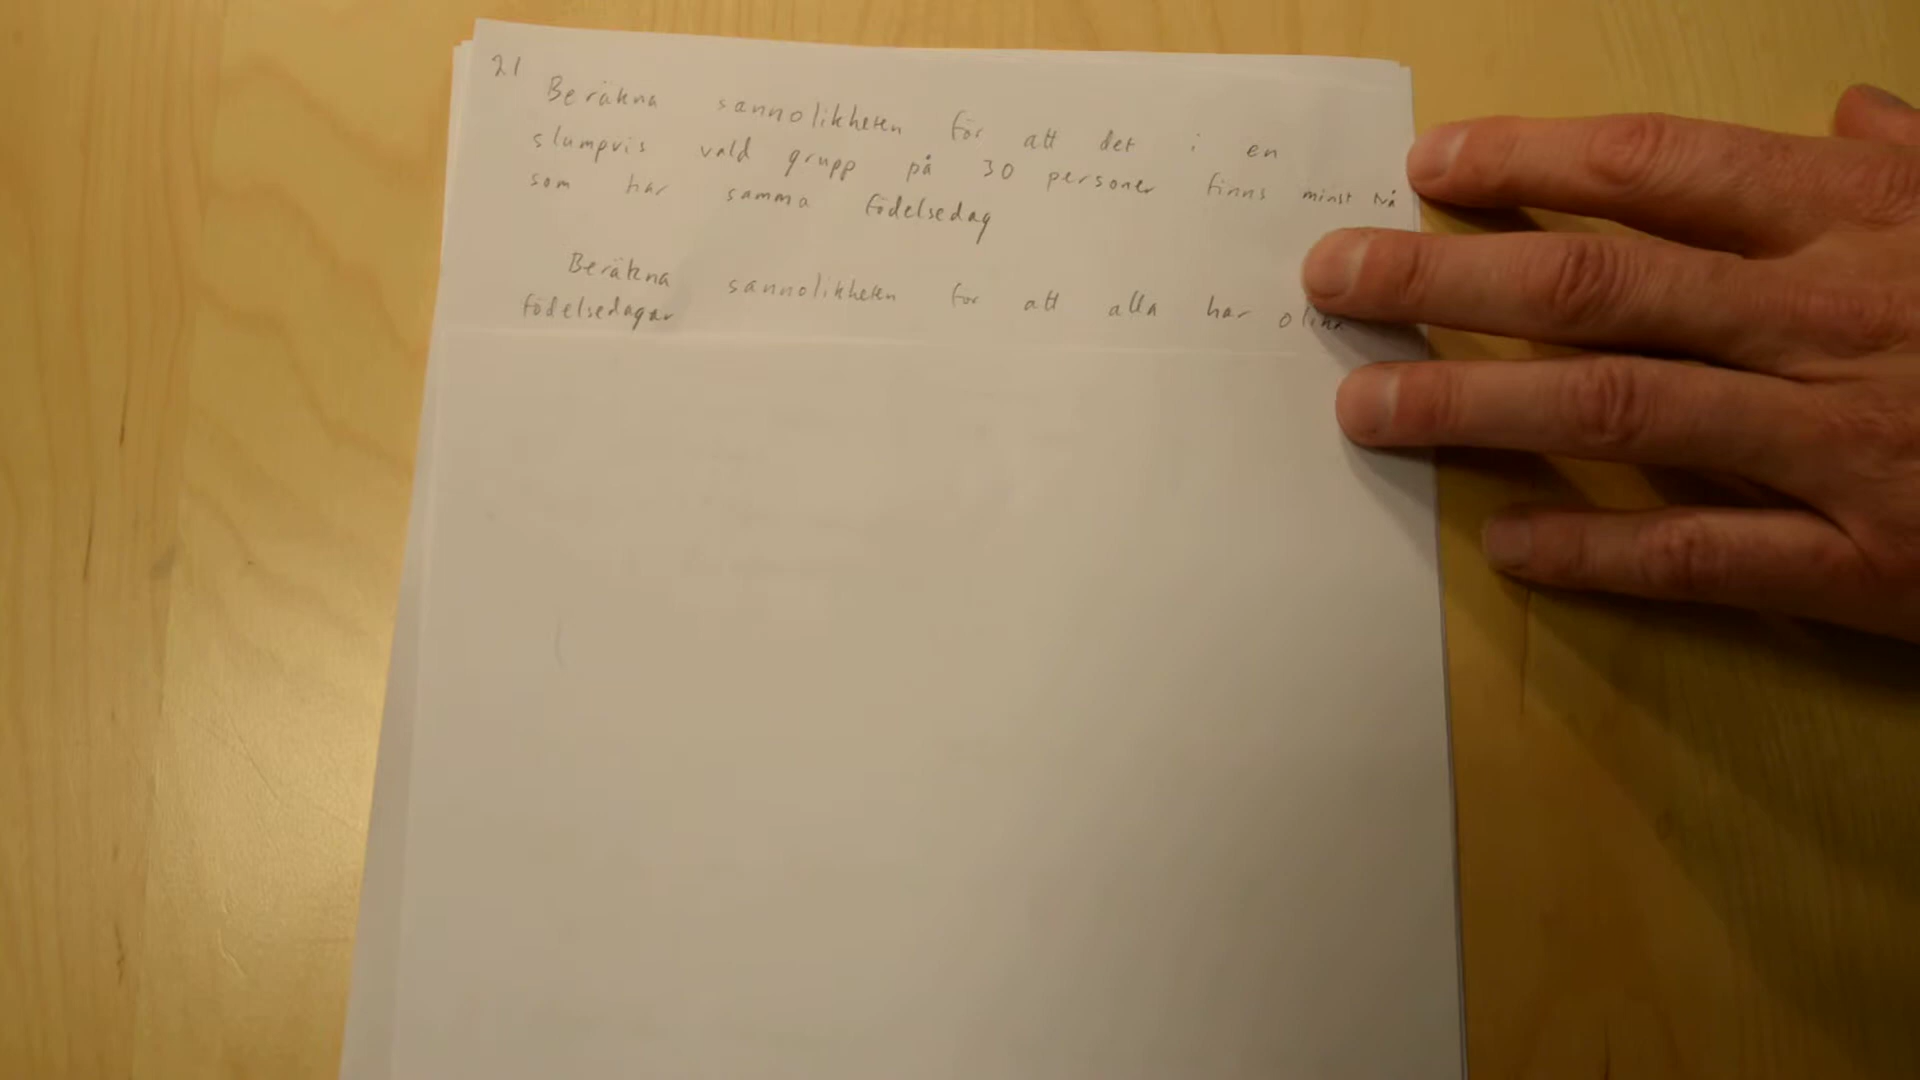 21
Beräkna sannolikheten för att det i en
slumpvis vald grupp på 30 personer finns minst två
som har samma födelsedag
Beräkna sannolikheten för att alla har olika
födelsedagar